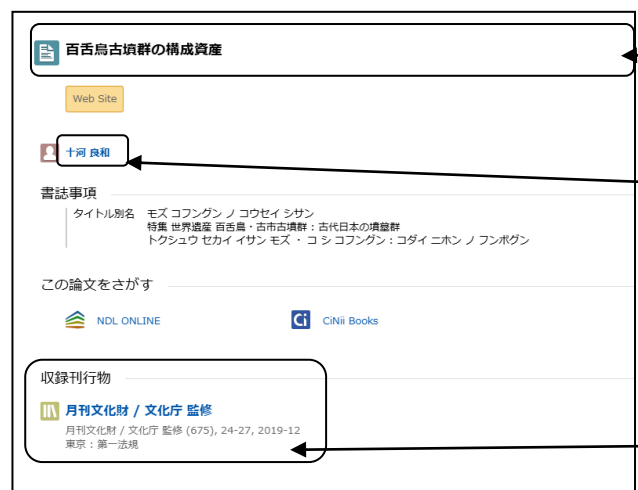 百舌鳥古墳群の構成資産
Web Site
十河 良和
書誌事項
タイトル別名 モズ コフングン ノ コウセイ シサン
特集 世界遺産 百舌鳥・古市古墳群：古代日本の墳墓群
トクシュウ セカイ イサン モズ ・ コ シ コフングン：コダイ ニホン ノ フンボグン
この論文をさがす
NDL ONLINE
Ci CiNii Books
収録刊行物
月刊文化財 / 文化庁 監修
月刊文化財 / 文化庁 監修 (675), 24-27, 2019-12
東京：第一法規